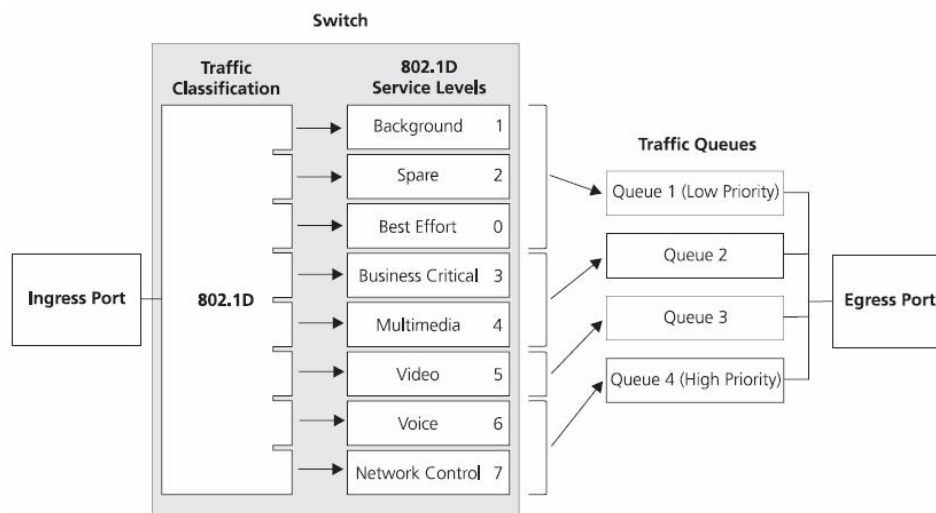 Switch
Traffic
Classification
802.1D
Service Levels
Background 1
Spare 2
Best Effort 0
Business Critical 3
Multimedia 4
Video 5
Voice 6
Network Control 7
Ingress Port
802.1D
Traffic Queues
Queue 1 (Low Priority)
Queue 2
Queue 3
Queue 4 (High Priority)
Egress Port